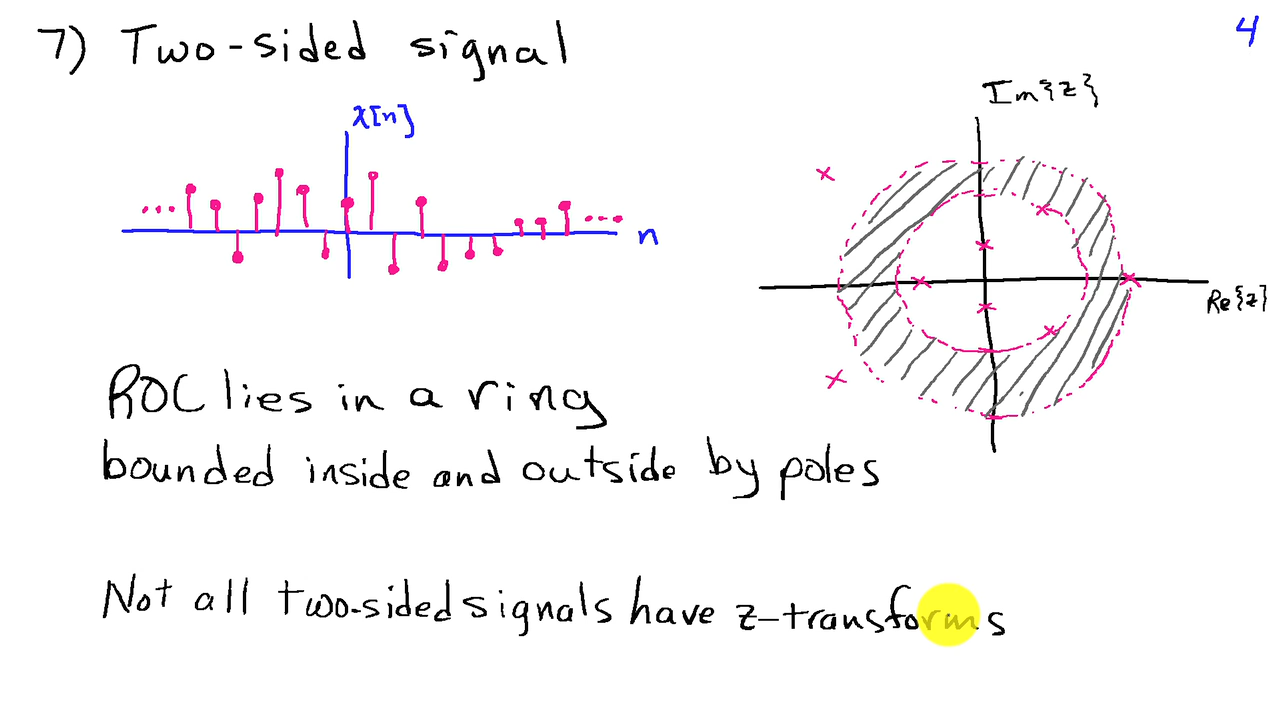 7) Two-sided signal
4
x[n]
n
Im{z}
Re{z}
ROC lies in a ring
bounded inside and outside by poles
Not all two-sided signals have z-transforms